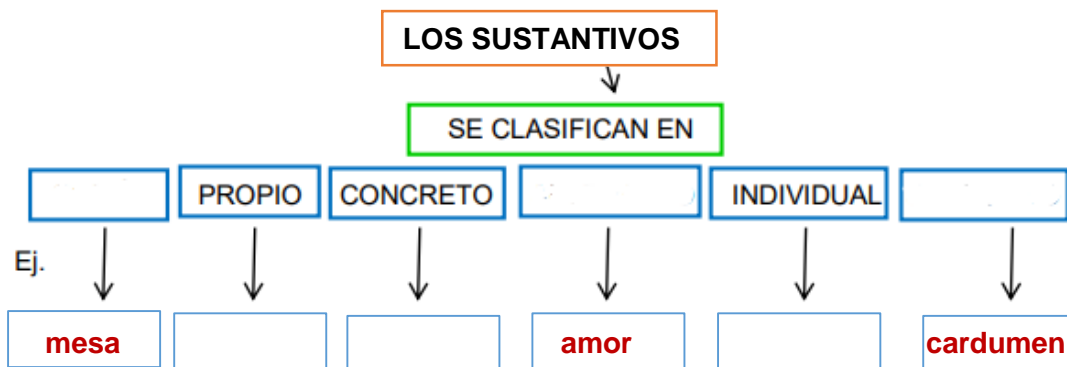 LOS SUSTANTIVOS
SE CLASIFICAN EN
PROPIO CONCRETO INDIVIDUAL
Ej.
mesa amor cardumen